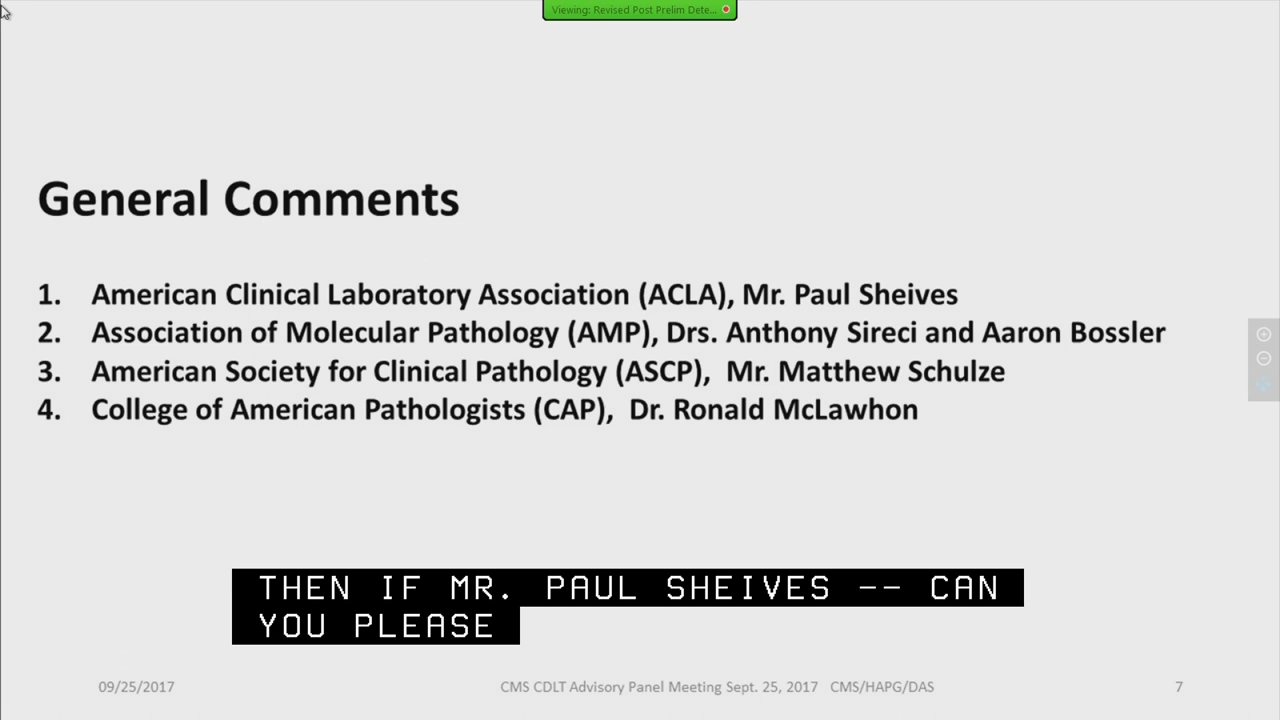 Viewing: Revised Post Prelim Dete...
General Comments
1. American Clinical Laboratory Association (ACLA), Mr. Paul Sheives
2. Association of Molecular Pathology (AMP), Drs. Anthony Sireci and Aaron Bossler
3. American Society for Clinical Pathology (ASCP), Mr. Matthew Schulze
4. College of American Pathologists (CAP), Dr. Ronald McLawhon
THEN IF MR. PAUL SHEIVES -- CAN
YOU PLEASE
09/25/2017 CMS CDLT Advisory Panel Meeting Sept. 25, 2017 CMS/HAPG/DAS 7